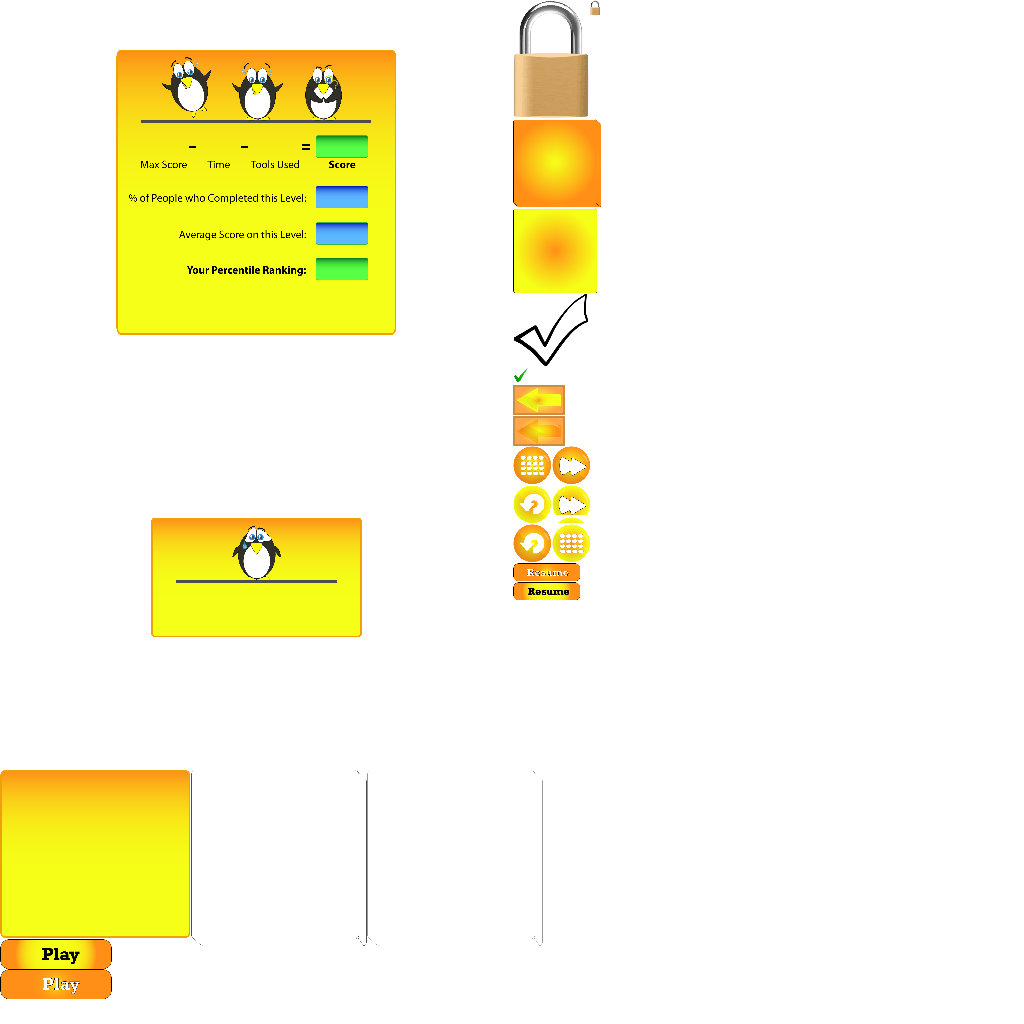 - - =
Max Score Time Tools Used Score
% of People who Completed this Level:
Average Score on this Level:
Your Percentile Ranking:
Resume
Resume
Play
Play